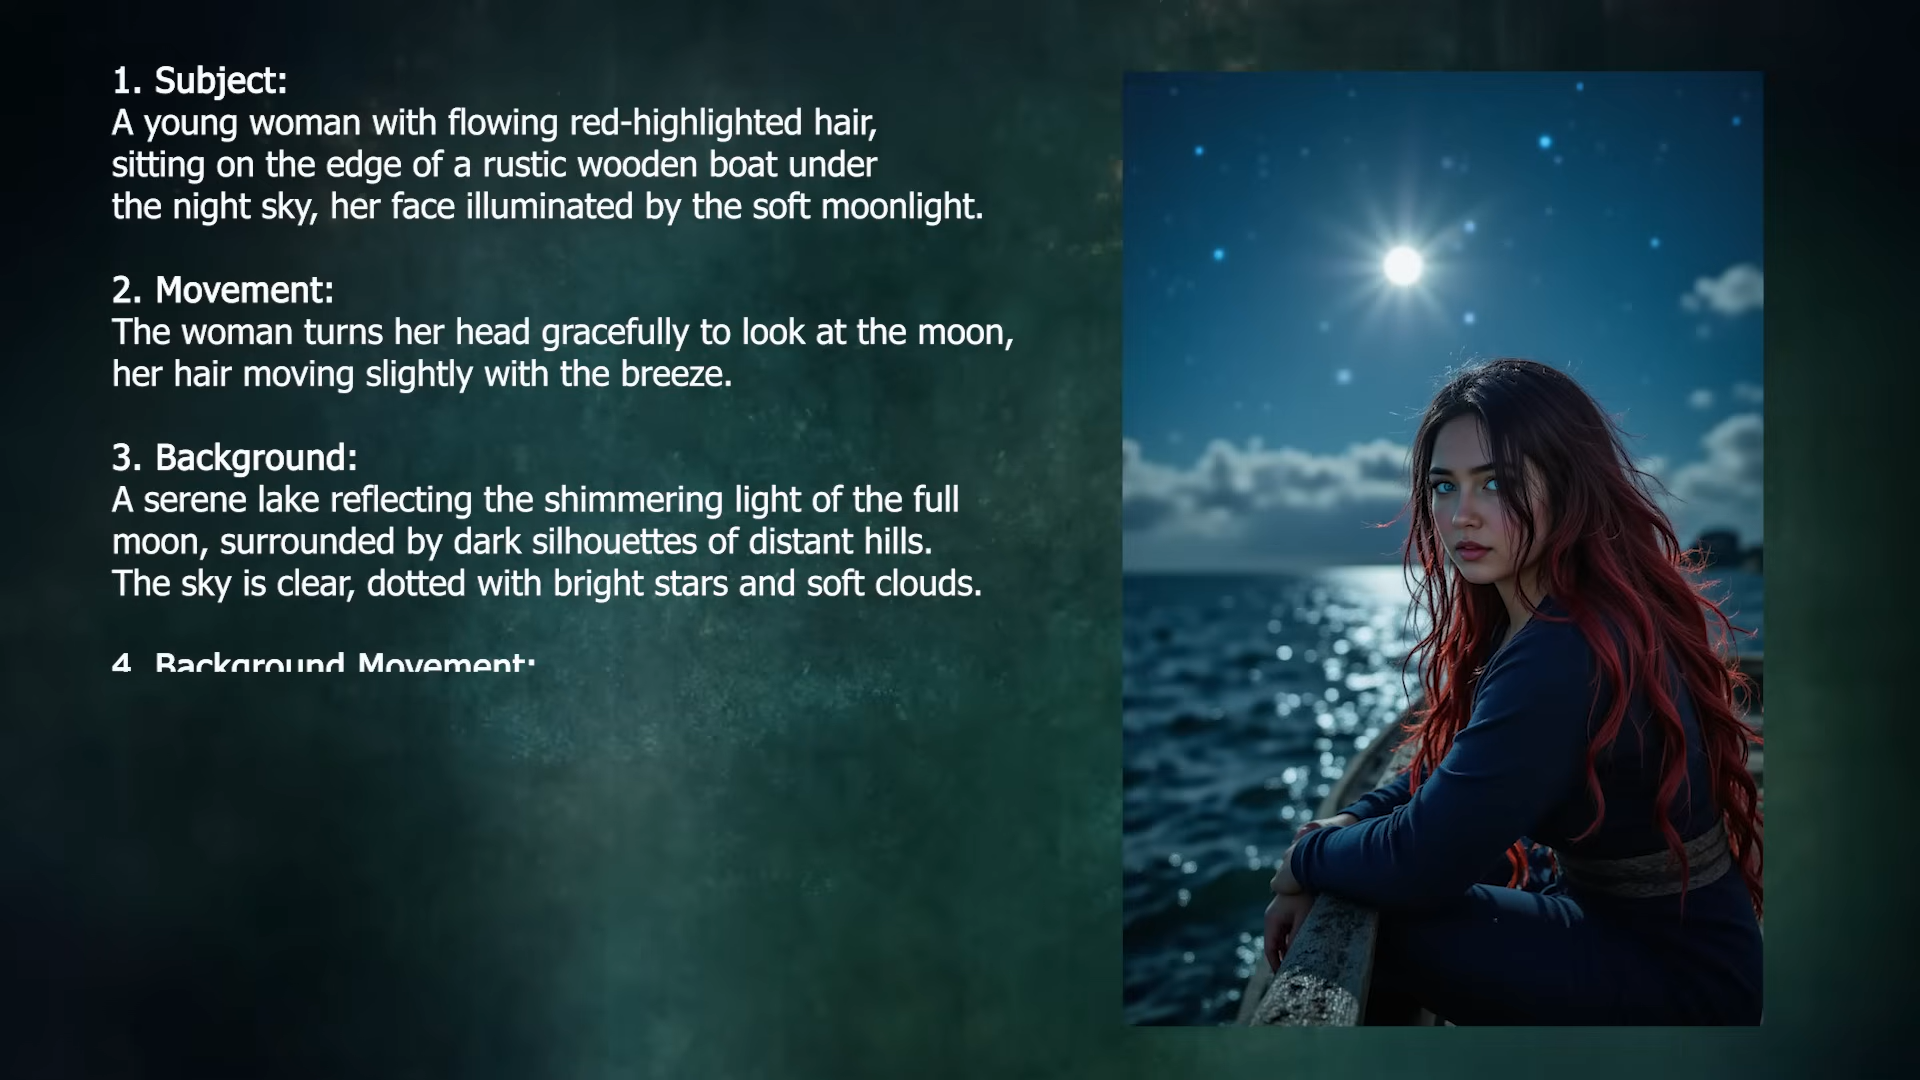 1. Subject:
A young woman with flowing red-highlighted hair,
sitting on the edge of a rustic wooden boat under
the night sky, her face illuminated by the soft moonlight.
2. Movement:
The woman turns her head gracefully to look at the moon,
her hair moving slightly with the breeze.
3. Background:
A serene lake reflecting the shimmering light of the full
moon, surrounded by dark silhouettes of distant hills.
The sky is clear, dotted with bright stars and soft clouds.
4. Background Movement: